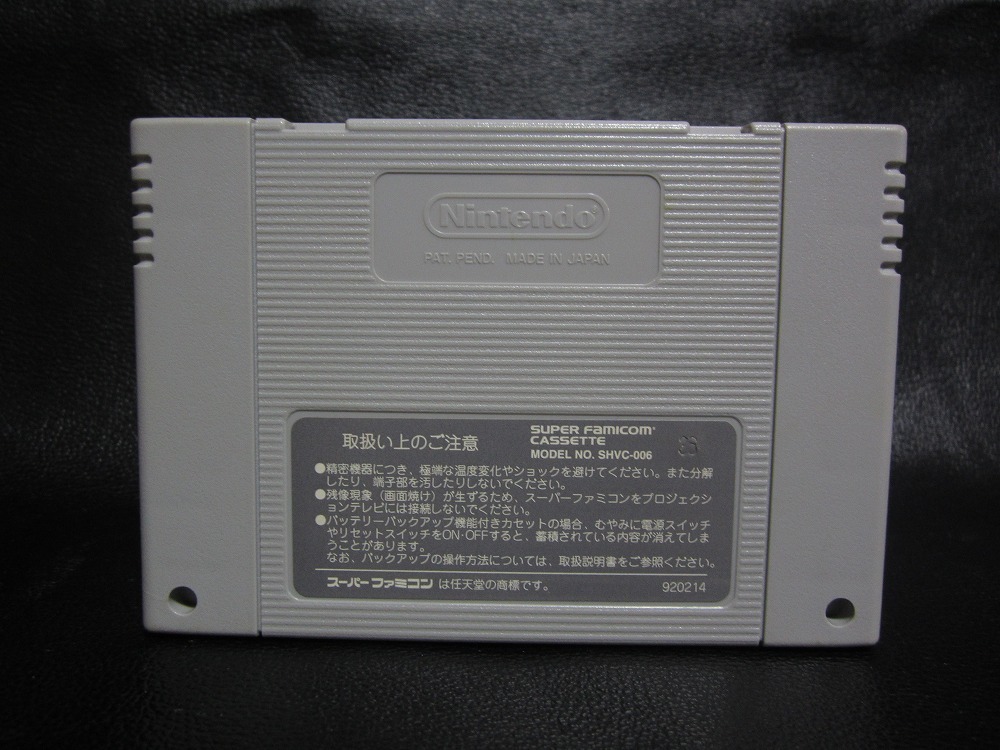 Nintendo®
PAT. PEND. MADE IN JAPAN
取扱い上のご注意
SUPER FAMICOM®
CASSETTE
MODEL NO. SHVC-006
●精密機器につき、極端な温度変化やショックを避けてください。また分解
したり、端子部を汚したりしないでください。
●残像現象（画面焼け）が生ずるため、スーパーファミコンをプロジェクシ
ョンテレビには接続しないでください。
●バッテリーバックアップ機能付きカセットの場合、むやみに電源スイッチ
やリセットスイッチをON・OFFすると、蓄積されている内容が消えてしま
うことがあります。
なお、バックアップの操作方法については、取扱説明書をご参照ください。
スーパーファミコン は任天堂の商標です。
920214